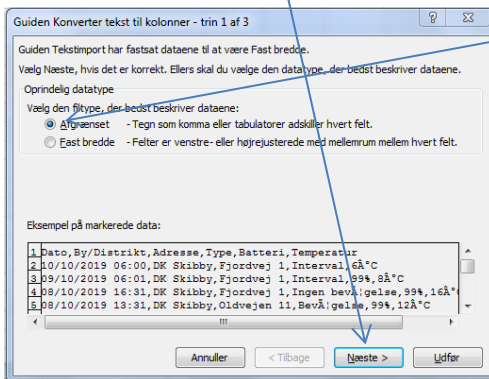 Guiden Konverter tekst til kolonner - trin 1 af 3
Guiden Tekstimport har fastsat dataene til at være Fast bredde.
Vælg Næste, hvis det er korrekt. Ellers skal du vælge den datatype, der bedst beskriver dataene.
Oprindelig datatype
Vælg den filtype, der bedst beskriver dataene:
Afgrænset - Tegn som komma eller tabulatorer adskiller hvert felt.
Fast bredde - Felter er venstre- eller højrejusterede med mellemrum mellem hvert felt.
Eksempel på markerede data:
1 Dato,By/Distrikt,Adresse,Type,Batteri,Temperatur
2 10/10/2019 06:00,DK Skibby,Fjordvej 1,Interval,6Â°C
3 09/10/2019 06:01,DK Skibby,Fjordvej 1,Interval,99%,8Â°C
4 08/10/2019 16:31,DK Skibby,Fjordvej 1,Ingen bevÃ¦gelse,99%,16Â°
5 08/10/2019 13:31,DK Skibby,Oldvejen 11,BevÃ¦gelse,99%,12Â°C
Annuller < Tilbage Næste > Udfør